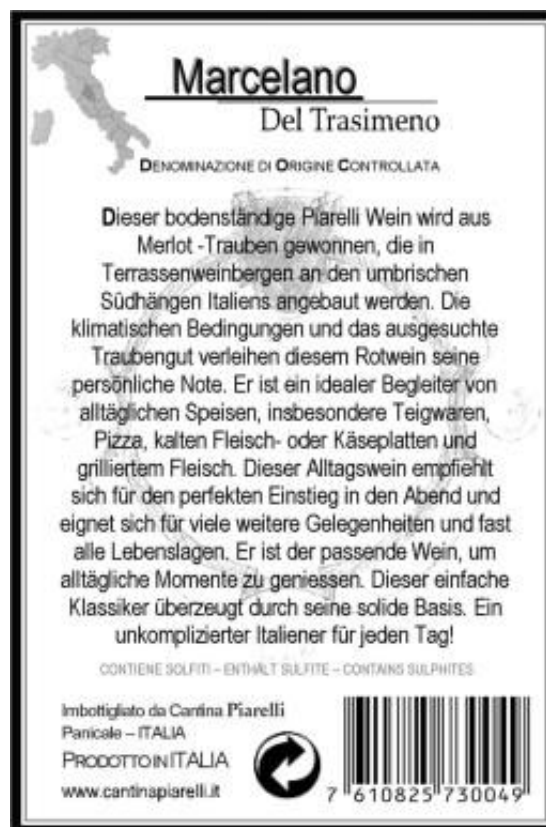 Marcelano
Del Trasimeno
DENOMINAZIONE DI ORIGINE CONTROLLATA
Dieser bodenständige Piarelli Wein wird aus
Merlot -Trauben gewonnen, die in
Terrassenweinbergen an den umbrischen
Südhängen Italiens angebaut werden. Die
klimatischen Bedingungen und das ausgesuchte
Traubengut verleihen diesem Rotwein seine
persönliche Note. Er ist ein idealer Begleiter von
alltäglichen Speisen, insbesondere Teigwaren,
Pizza, kalten Fleisch- oder Käseplatten und
grilliertem Fleisch. Dieser Alltagswein empfiehlt
sich für den perfekten Einstieg in den Abend und
eignet sich für viele weitere Gelegenheiten und fast
alle Lebenslagen. Er ist der passende Wein, um
alltägliche Momente zu geniessen. Dieser einfache
Klassiker überzeugt durch seine solide Basis. Ein
unkomplizierter Italiener für jeden Tag!
CONTIENE SOLFITI – ENTHÄLT SULFITE – CONTAINS SULPHITES
Imbottigliato da Cantina Piarelli
Panicale – ITALIA
PRODOTTO IN ITALIA
www.cantinapiarelli.it
7 610825 730049